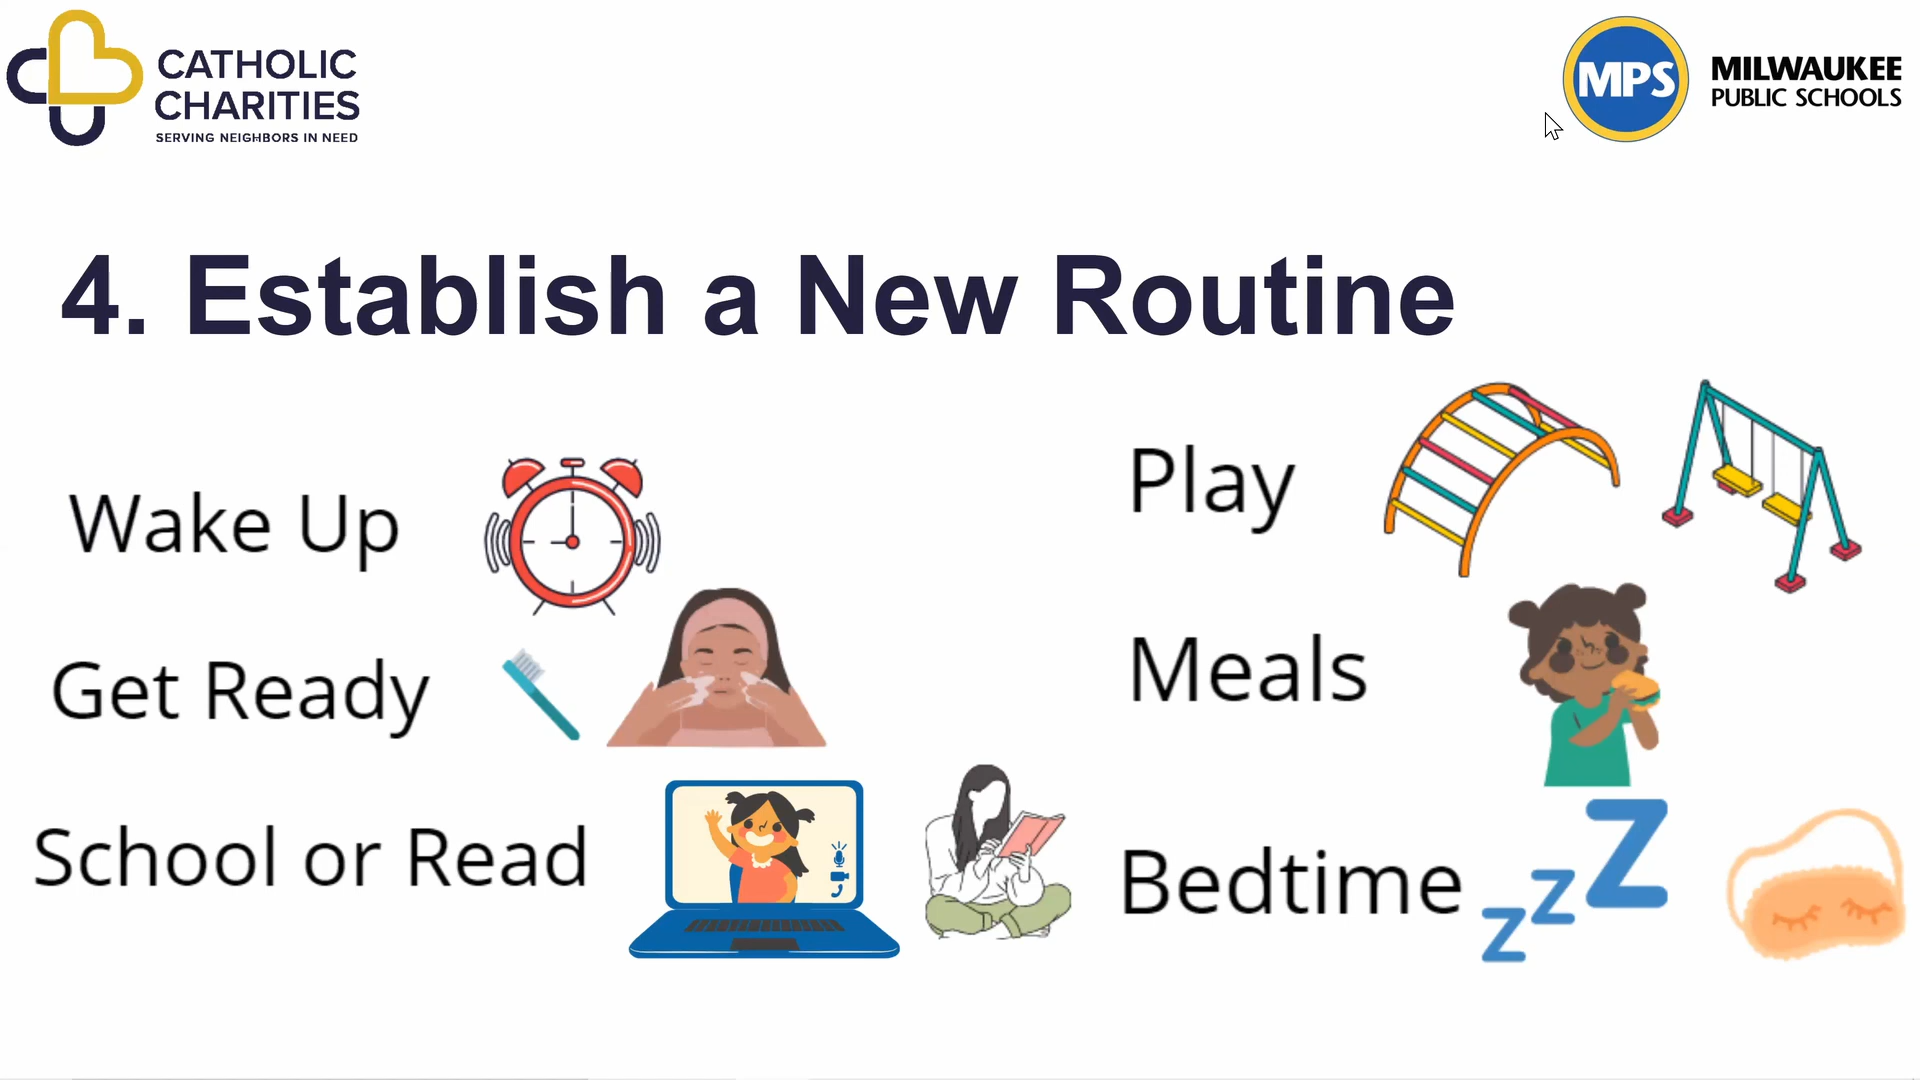 CATHOLIC
CHARITIES
SERVING NEIGHBORS IN NEED
MPS
MILWAUKEE
PUBLIC SCHOOLS
4. Establish a New Routine
Wake Up
Get Ready
School or Read
Play
Meals
Bedtime
z z Z